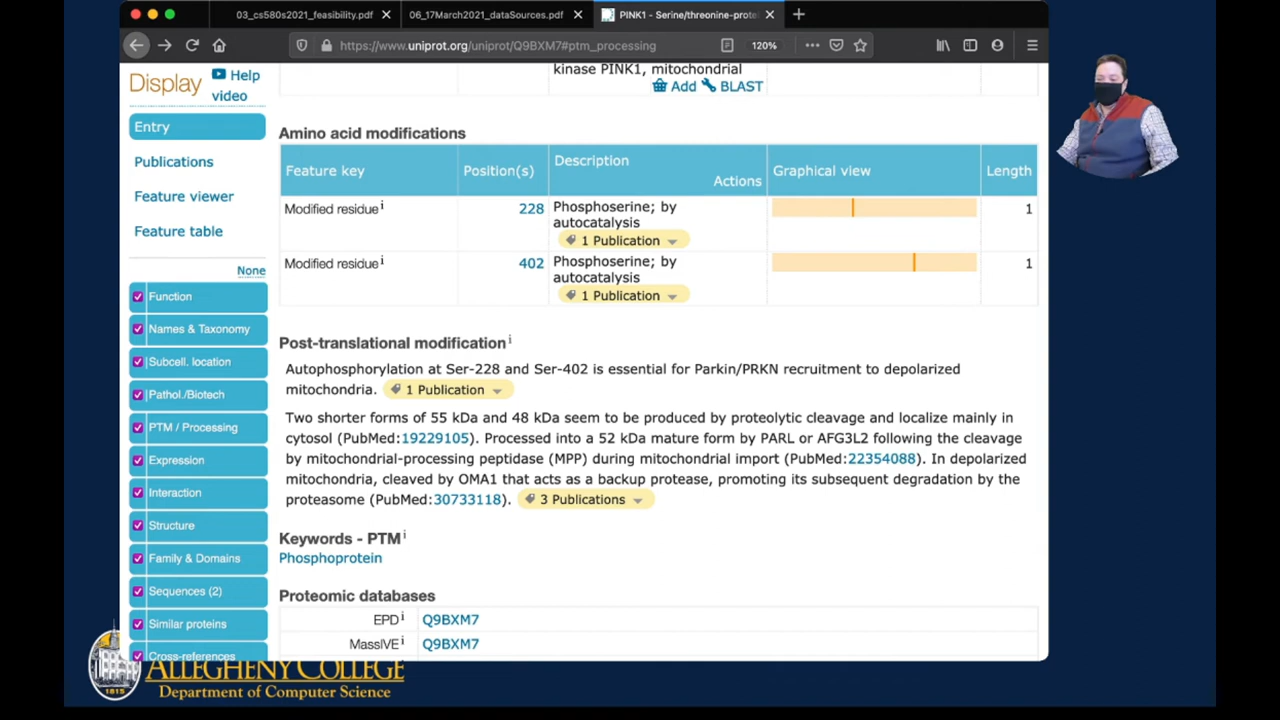 03_cs580s2021_feasibility.pdf
06_17March2021_dataSources.pdf
PINK1 - Serine/threonine-prote
https://www.uniprot.org/uniprot/Q9BXM7#ptm_processing
120%
Display
Help
video
Entry
Publications
Feature viewer
Feature table
None
Function
Names & Taxonomy
Subcell. location
Pathol./Biotech
PTM / Processing
Expression
Interaction
Structure
Family & Domains
Sequences (2)
Similar proteins
Cross-references
kinase PINK1, mitochondrial
Add BLAST
Amino acid modifications
Feature key Position(s) Description Actions Graphical view Length
Modified residue i 228 Phosphoserine; by 1
autocatalysis
1 Publication
Modified residue i 402 Phosphoserine; by 1
autocatalysis
1 Publication
Post-translational modification i
Autophosphorylation at Ser-228 and Ser-402 is essential for Parkin/PRKN recruitment to depolarized
mitochondria. 1 Publication
Two shorter forms of 55 kDa and 48 kDa seem to be produced by proteolytic cleavage and localize mainly in
cytosol (PubMed:19229105). Processed into a 52 kDa mature form by PARL or AFG3L2 following the cleavage
by mitochondrial-processing peptidase (MPP) during mitochondrial import (PubMed:22354088). In depolarized
mitochondria, cleaved by OMA1 that acts as a backup protease, promoting its subsequent degradation by the
proteasome (PubMed:30733118). 3 Publications
Keywords - PTM i
Phosphoprotein
Proteomic databases
EPD i Q9BXM7
MassIVE i Q9BXM7
1815
ALLEGHENY COLLEGE
Department of Computer Science